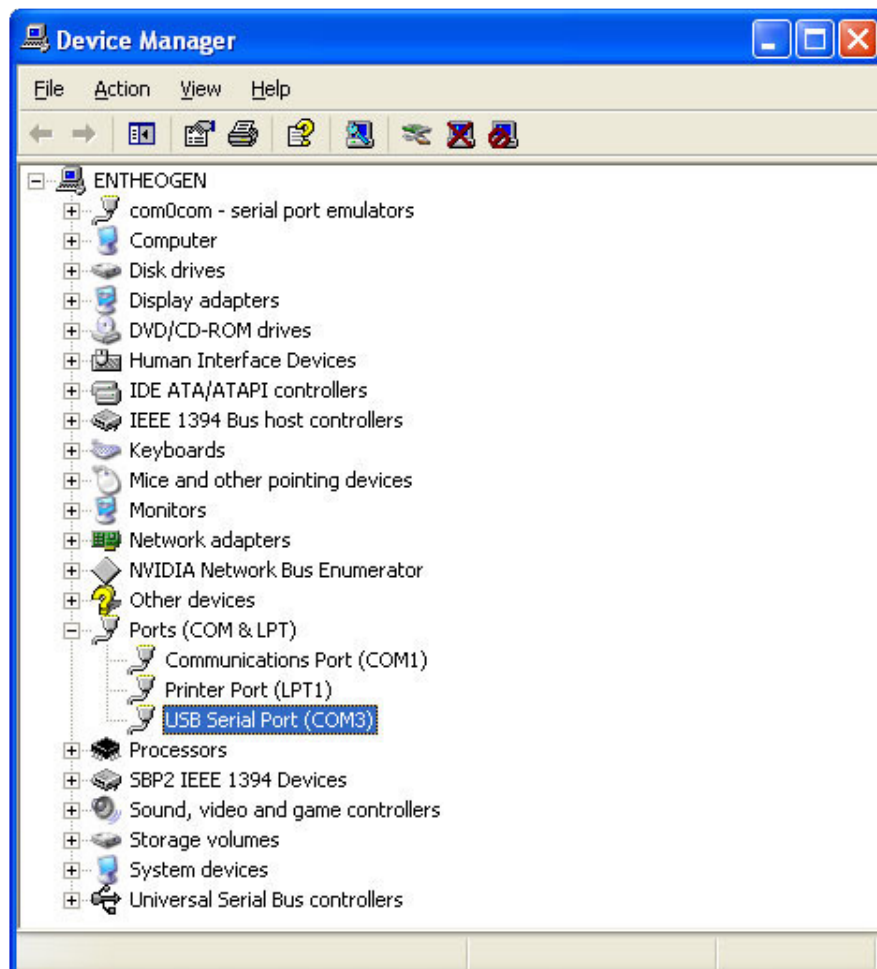 Device Manager
File Action View Help
ENTHEOGEN
com0com - serial port emulators
Computer
Disk drives
Display adapters
DVD/CD-ROM drives
Human Interface Devices
IDE ATA/ATAPI controllers
IEEE 1394 Bus host controllers
Keyboards
Mice and other pointing devices
Monitors
Network adapters
NVIDIA Network Bus Enumerator
Other devices
Ports (COM & LPT)
Communications Port (COM1)
Printer Port (LPT1)
USB Serial Port (COM3)
Processors
SBP2 IEEE 1394 Devices
Sound, video and game controllers
Storage volumes
System devices
Universal Serial Bus controllers